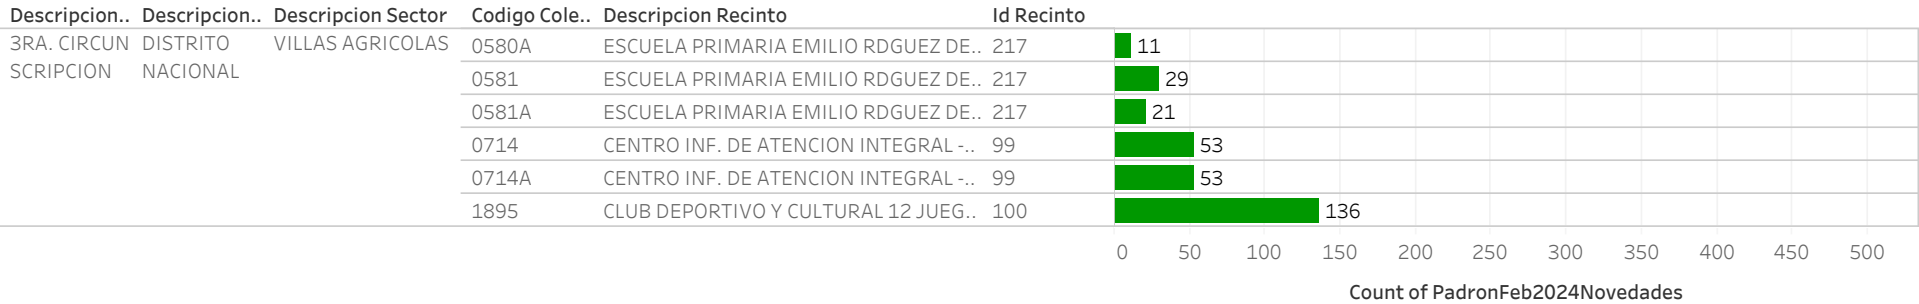 Descripcion.. Descripcion.. Descripcion Sector Codigo Cole.. Descripcion Recinto Id Recinto
3RA. CIRCUN DISTRITO VILLAS AGRICOLAS 0580A ESCUELA PRIMARIA EMILIO RDGUEZ DE.. 217 11
SCRIPCION NACIONAL 0581 ESCUELA PRIMARIA EMILIO RDGUEZ DE.. 217 29
0581A ESCUELA PRIMARIA EMILIO RDGUEZ DE.. 217 21
0714 CENTRO INF. DE ATENCION INTEGRAL -.. 99 53
0714A CENTRO INF. DE ATENCION INTEGRAL -.. 99 53
1895 CLUB DEPORTIVO Y CULTURAL 12 JUEG.. 100 136
0 50 100 150 200 250 300 350 400 450 500
Count of PadronFeb2024Novedades